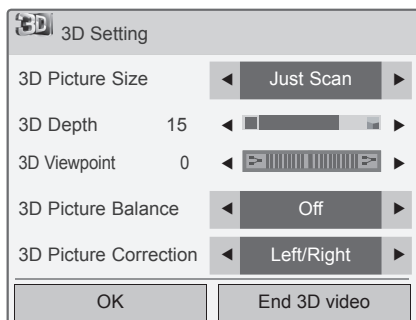 3D 3D Setting
3D Picture Size Just Scan
3D Depth 15
3D Viewpoint 0
3D Picture Balance Off
3D Picture Correction Left/Right
OK End 3D video